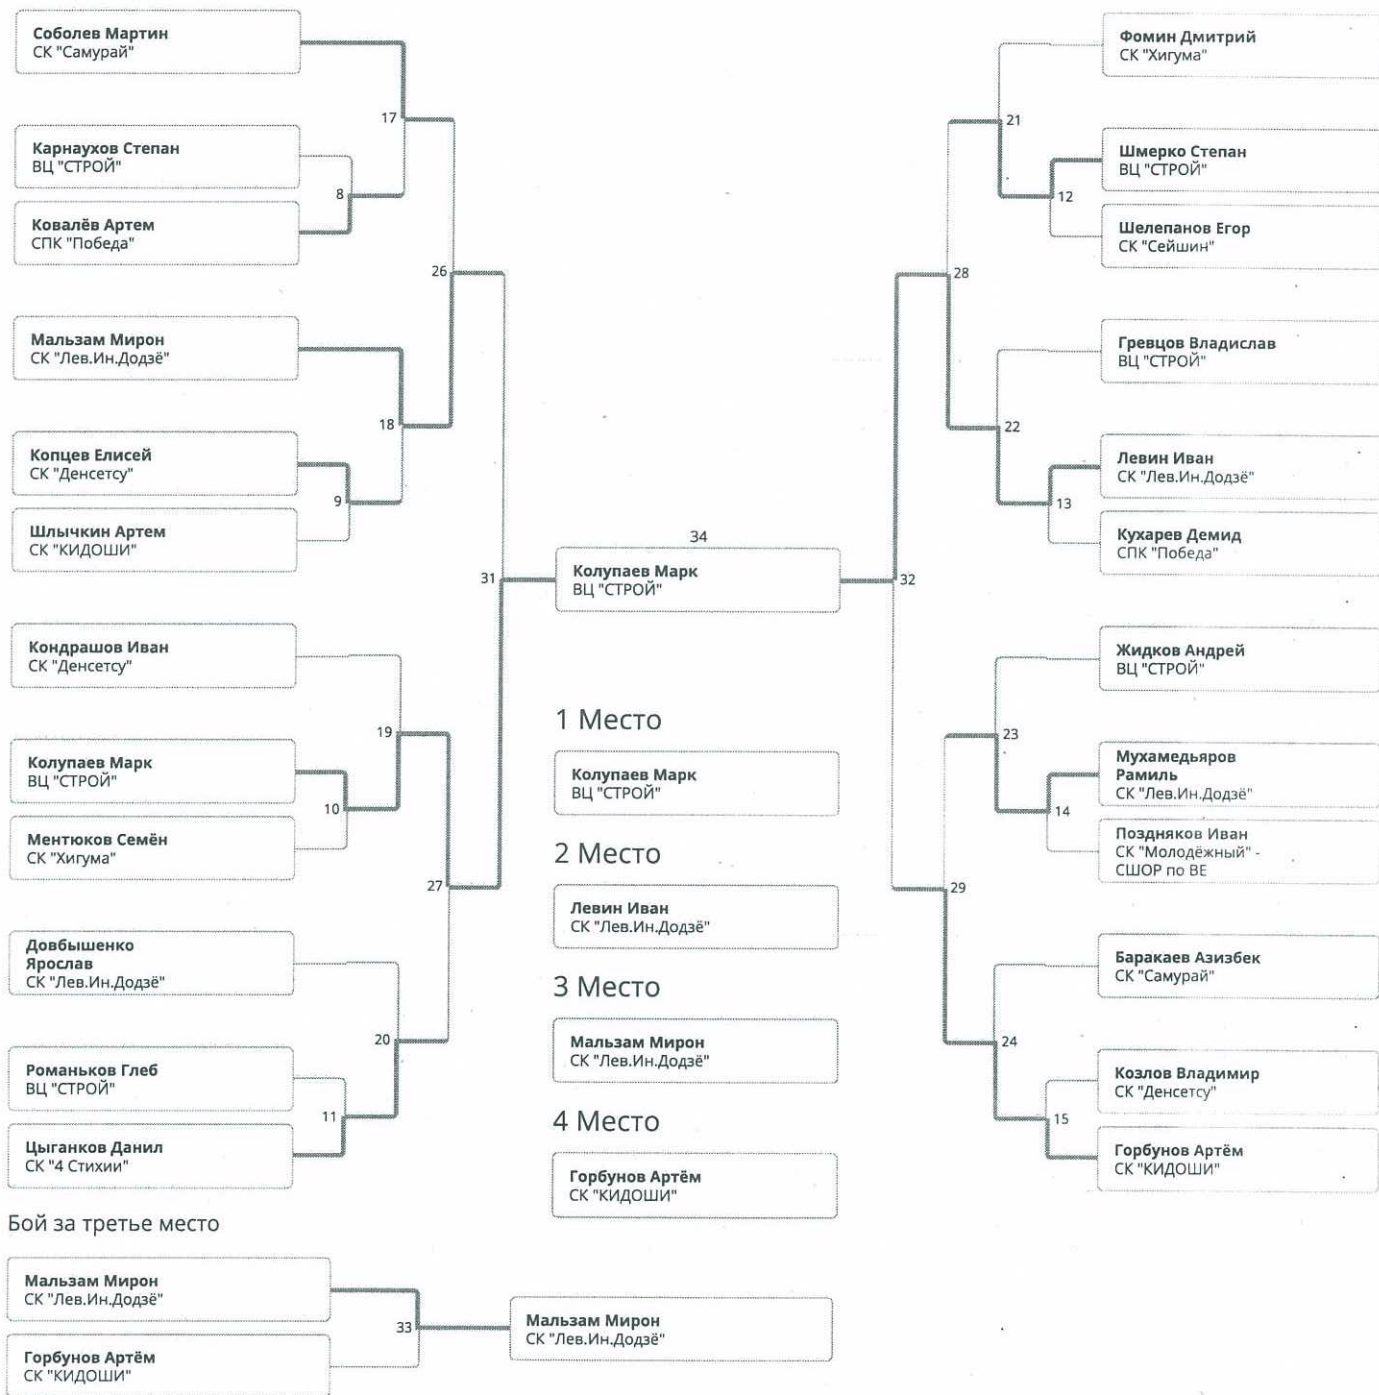 Соболев Мартин
СК "Самурай"
17
Карнаухов Степан
ВЦ "СТРОЙ"
8
Ковалёв Артем
СПК "Победа"
26
Мальзам Мирон
СК "Лев.Ин.Додзё"
18
Копцев Елисей
СК "Денсетсу"
9
Шлычкин Артем
СК "КИДОШИ"
31
Кондрашов Иван
СК "Денсетсу"
19
Колупаев Марк
ВЦ "СТРОЙ"
10
Ментюков Семён
СК "Хигума"
27
Довбышенко
Ярослав
СК "Лев.Ин.Додзё"
20
Романьков Глеб
ВЦ "СТРОЙ"
11
Цыганков Данил
СК "4 Стихии"
34
Колупаев Марк
ВЦ "СТРОЙ"
1 Место
Колупаев Марк
ВЦ "СТРОЙ"
2 Место
Левин Иван
СК "Лев.Ин.Додзё"
3 Место
Мальзам Мирон
СК "Лев.Ин.Додзё"
4 Место
Горбунов Артём
СК "КИДОШИ"
Фомин Дмитрий
СК "Хигума"
21
Шмерко Степан
ВЦ "СТРОЙ"
12
Шелепанов Егор
СК "Сейшин"
28
Гревцов Владислав
ВЦ "СТРОЙ"
22
Левин Иван
СК "Лев.Ин.Додзё"
13
Кухарев Демид
СПК "Победа"
32
Жидков Андрей
ВЦ "СТРОЙ"
23
Мухамедьяров
Рамиль
СК "Лев.Ин.Додзё"
14
Поздняков Иван
СК "Молодёжный" -
СШОР по ВЕ
29
Баракаев Азизбек
СК "Самурай"
24
Козлов Владимир
СК "Денсетсу"
15
Горбунов Артём
СК "КИДОШИ"
Бой за третье место
Мальзам Мирон
СК "Лев.Ин.Додзё"
33
Горбунов Артём
СК "КИДОШИ"
Мальзам Мирон
СК "Лев.Ин.Додзё"